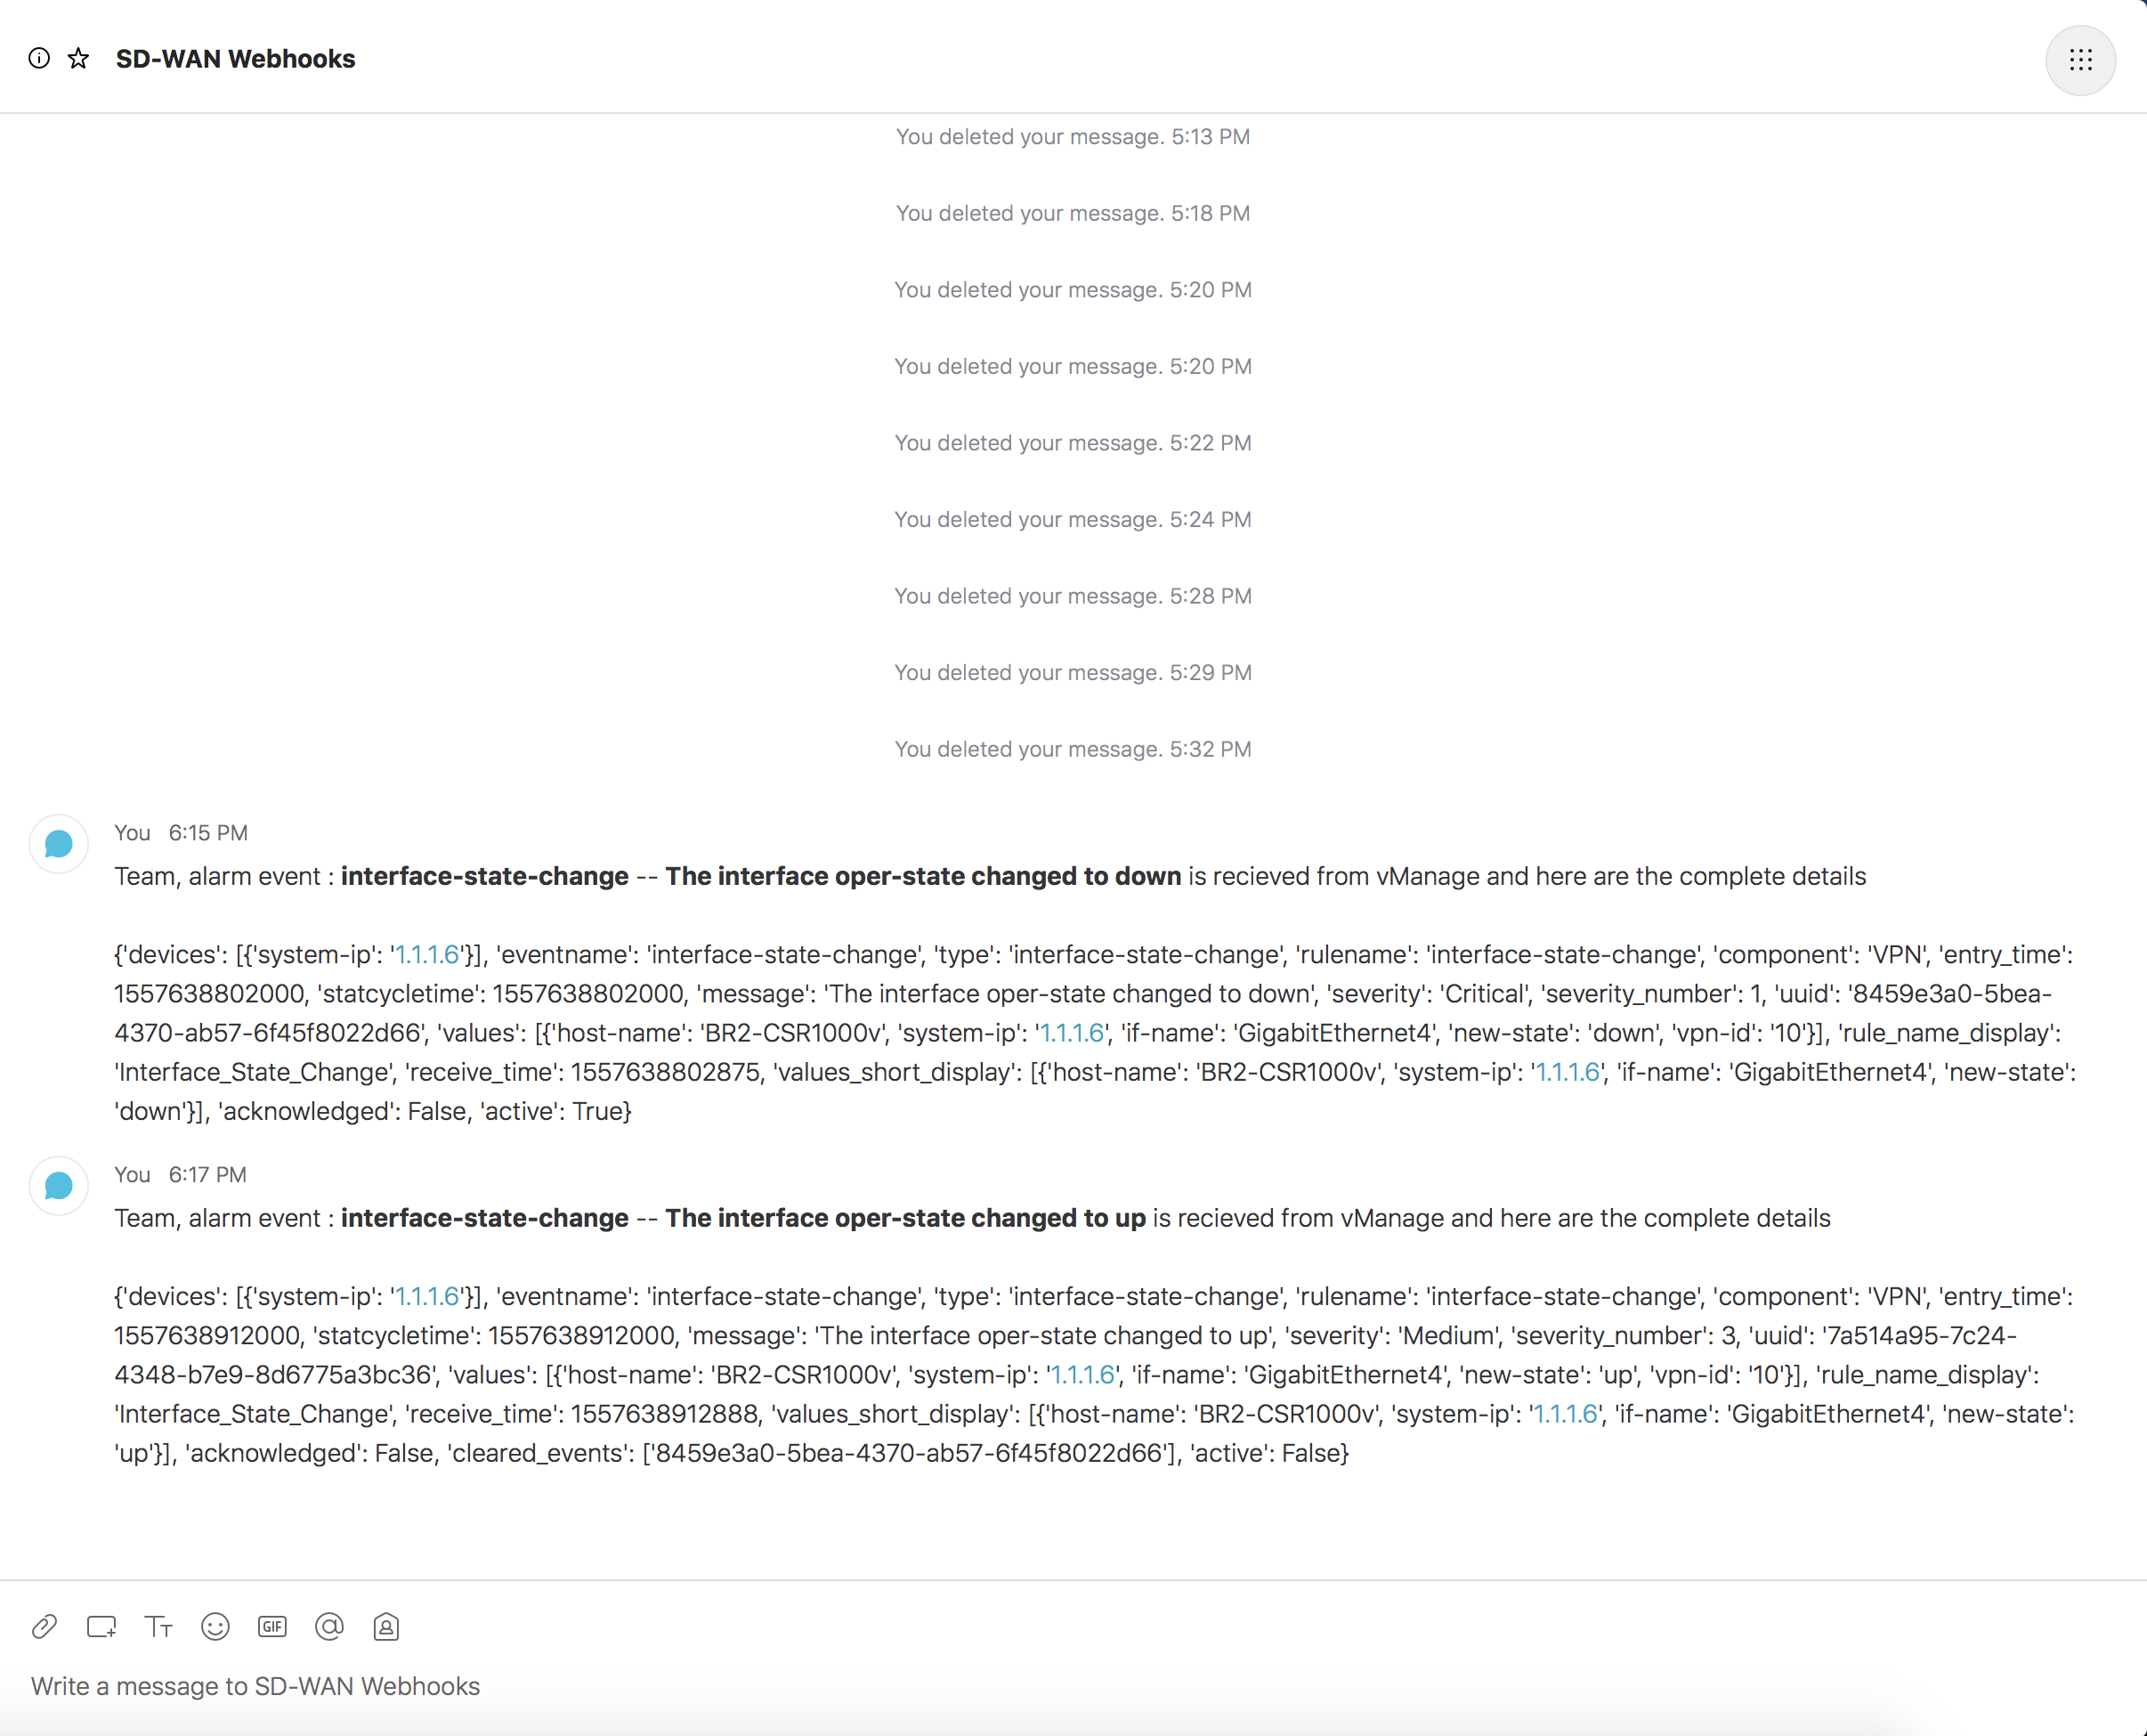 SD-WAN Webhooks
You deleted your message. 5:13 PM
You deleted your message. 5:18 PM
You deleted your message. 5:20 PM
You deleted your message. 5:20 PM
You deleted your message. 5:22 PM
You deleted your message. 5:24 PM
You deleted your message. 5:28 PM
You deleted your message. 5:29 PM
You deleted your message. 5:32 PM
You 6:15 PM
Team, alarm event : interface-state-change -- The interface oper-state changed to down is recieved from vManage and here are the complete details
{'devices': [{'system-ip': '1.1.1.6'}], 'eventname': 'interface-state-change', 'type': 'interface-state-change', 'rulename': 'interface-state-change', 'component': 'VPN', 'entry_time':
1557638802000, 'statcycletime': 1557638802000, 'message': 'The interface oper-state changed to down', 'severity': 'Critical', 'severity_number': 1, 'uuid': '8459e3a0-5bea-
4370-ab57-6f45f8022d66', 'values': [{'host-name': 'BR2-CSR1000v', 'system-ip': '1.1.1.6', 'if-name': 'GigabitEthernet4', 'new-state': 'down', 'vpn-id': '10'}], 'rule_name_display':
'Interface_State_Change', 'receive_time': 1557638802875, 'values_short_display': [{'host-name': 'BR2-CSR1000v', 'system-ip': '1.1.1.6', 'if-name': 'GigabitEthernet4', 'new-state':
'down'}], 'acknowledged': False, 'active': True}
You 6:17 PM
Team, alarm event : interface-state-change -- The interface oper-state changed to up is recieved from vManage and here are the complete details
{'devices': [{'system-ip': '1.1.1.6'}], 'eventname': 'interface-state-change', 'type': 'interface-state-change', 'rulename': 'interface-state-change', 'component': 'VPN', 'entry_time':
1557638912000, 'statcycletime': 1557638912000, 'message': 'The interface oper-state changed to up', 'severity': 'Medium', 'severity_number': 3, 'uuid': '7a514a95-7c24-
4348-b7e9-8d6775a3bc36', 'values': [{'host-name': 'BR2-CSR1000v', 'system-ip': '1.1.1.6', 'if-name': 'GigabitEthernet4', 'new-state': 'up', 'vpn-id': '10'}], 'rule_name_display':
'Interface_State_Change', 'receive_time': 1557638912888, 'values_short_display': [{'host-name': 'BR2-CSR1000v', 'system-ip': '1.1.1.6', 'if-name': 'GigabitEthernet4', 'new-state':
'up'}], 'acknowledged': False, 'cleared_events': ['8459e3a0-5bea-4370-ab57-6f45f8022d66'], 'active': False}
GIF
Write a message to SD-WAN Webhooks